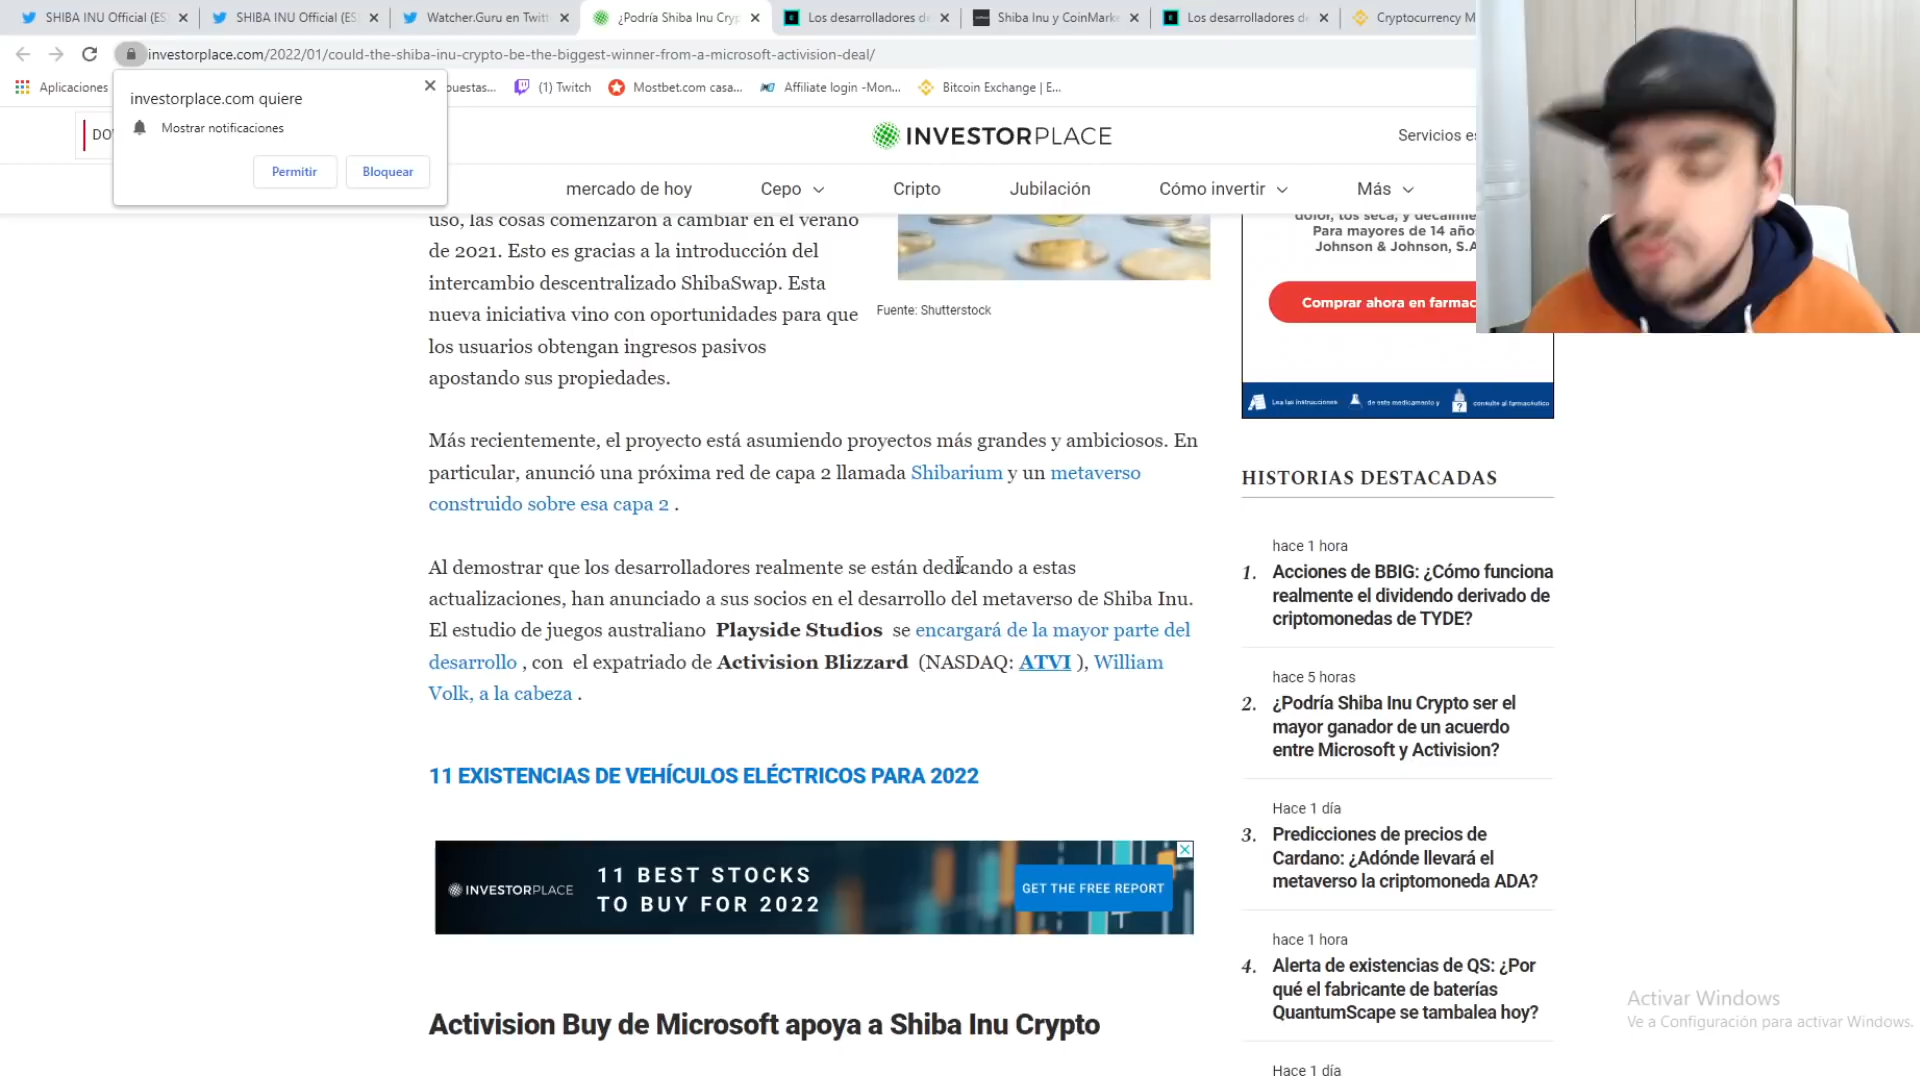 SHIBA INU Official (ES
SHIBA INU Official (ES
Watcher.Guru en Twitt
¿Podría Shiba Inu Cryp
Los desarrolladores de
Shiba Inu y CoinMarke
Los desarrolladores de
Cryptocurrency M
investorplace.com/2022/01/could-the-shiba-inu-crypto-be-the-biggest-winner-from-a-microsoft-activision-deal/
Aplicaciones
puestas...
(1) Twitch
Mostbet.com casa...
Affiliate login -Mon...
Bitcoin Exchange | E...
investorplace.com quiere
Mostrar notificaciones
Permitir
Bloquear
DO
INVESTORPLACE
Servicios es
mercado de hoy
Cepo
Cripto
Jubilación
Cómo invertir
Más
uso, las cosas comenzaron a cambiar en el verano
de 2021. Esto es gracias a la introducción del
intercambio descentralizado ShibaSwap. Esta
nueva iniciativa vino con oportunidades para que
los usuarios obtengan ingresos pasivos
apostando sus propiedades.
Fuente: Shutterstock
Más recientemente, el proyecto está asumiendo proyectos más grandes y ambiciosos. En
particular, anunció una próxima red de capa 2 llamada Shibarium y un metaverso
construido sobre esa capa 2 .
Al demostrar que los desarrolladores realmente se están dedicando a estas
actualizaciones, han anunciado a sus socios en el desarrollo del metaverso de Shiba Inu.
El estudio de juegos australiano Playside Studios se encargará de la mayor parte del
desarrollo , con el expatriado de Activision Blizzard (NASDAQ: ATVI ), William
Volk, a la cabeza .
11 EXISTENCIAS DE VEHÍCULOS ELÉCTRICOS PARA 2022
INVESTORPLACE
11 BEST STOCKS
TO BUY FOR 2022
GET THE FREE REPORT
Activision Buy de Microsoft apoya a Shiba Inu Crypto
dolor, tos seca, y decaimie
Para mayores de 14 años
Johnson & Johnson, S.A
Comprar ahora en farmac
Lea las instrucciones
de este medicamento y
consulte al farmacéutico
HISTORIAS DESTACADAS
hace 1 hora
1. Acciones de BBIG: ¿Cómo funciona
realmente el dividendo derivado de
criptomonedas de TYDE?
hace 5 horas
2. ¿Podría Shiba Inu Crypto ser el
mayor ganador de un acuerdo
entre Microsoft y Activision?
Hace 1 día
3. Predicciones de precios de
Cardano: ¿Adónde llevará el
metaverso la criptomoneda ADA?
hace 1 hora
4. Alerta de existencias de QS: ¿Por
qué el fabricante de baterías
QuantumScape se tambalea hoy?
Hace 1 día
Activar Windows
Ve a Configuración para activar Windows.